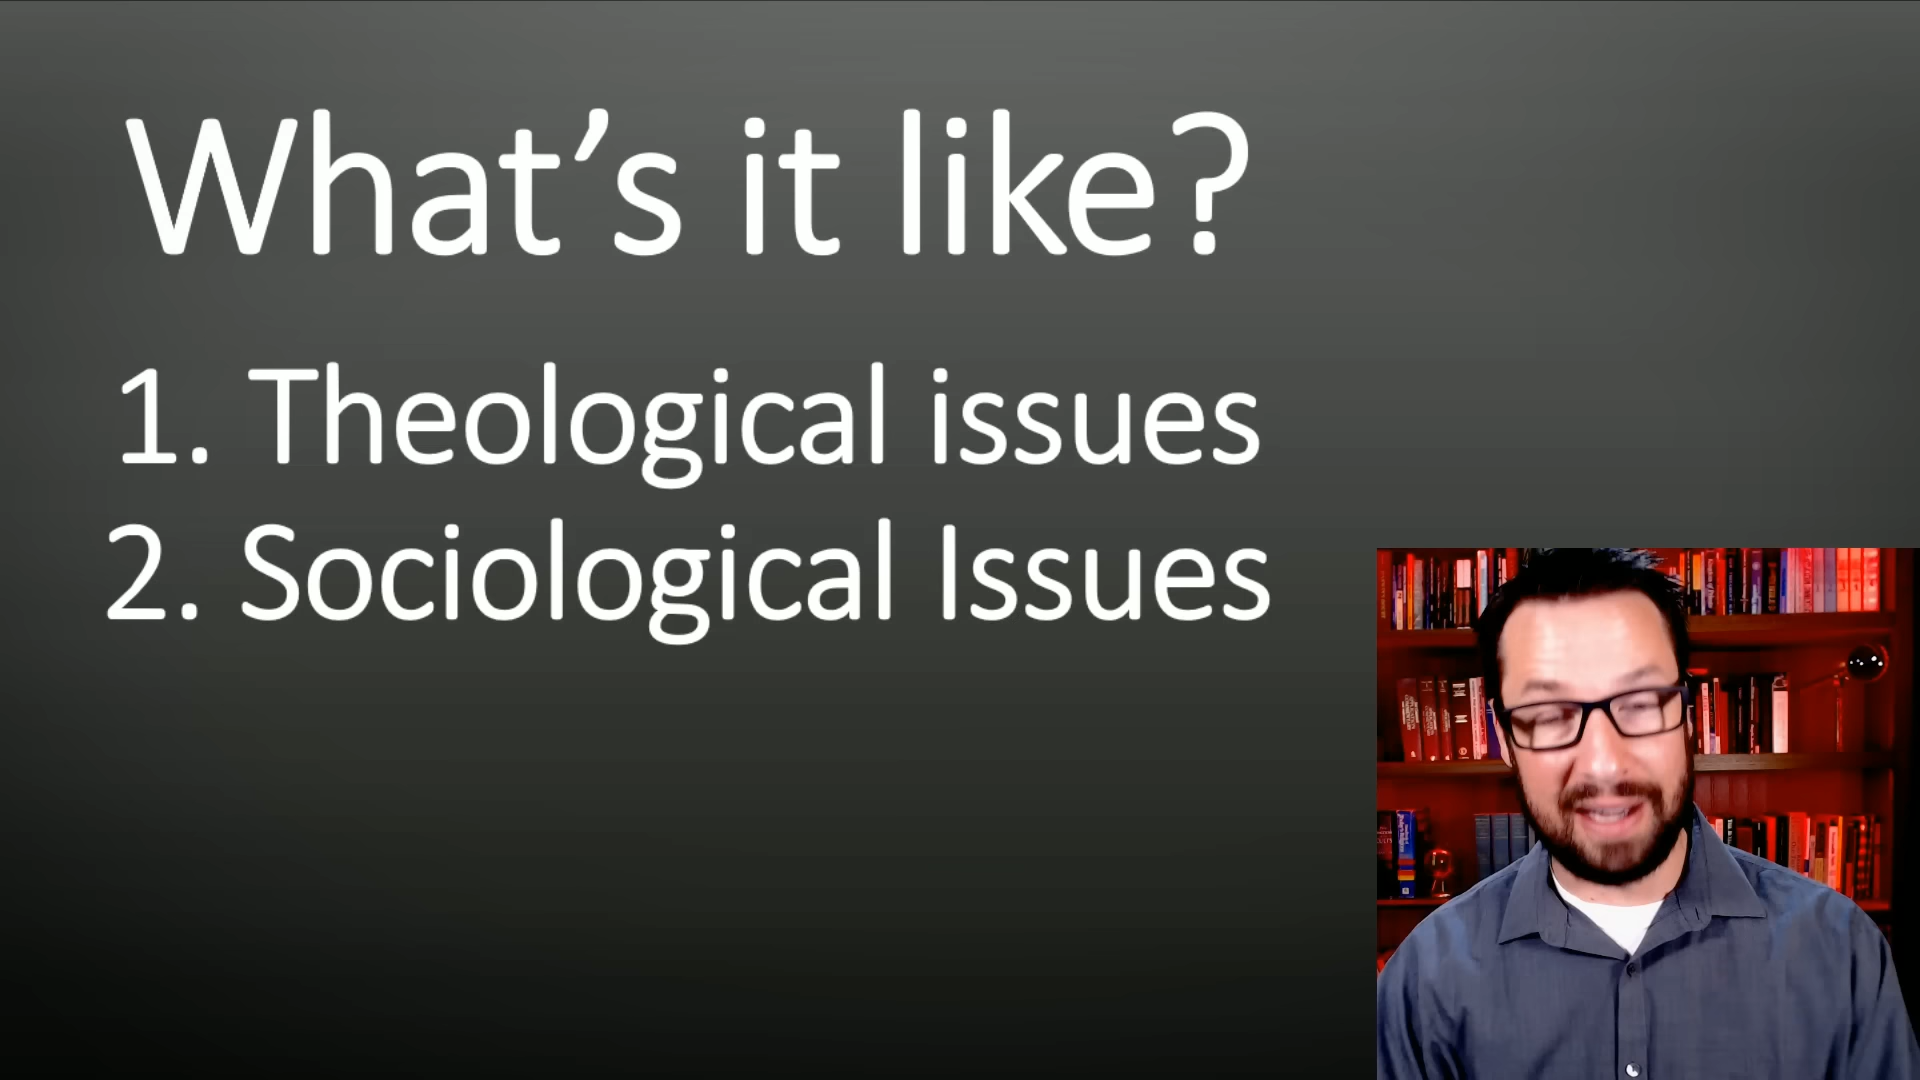 What's it like?
1. Theological issues
2. Sociological Issues